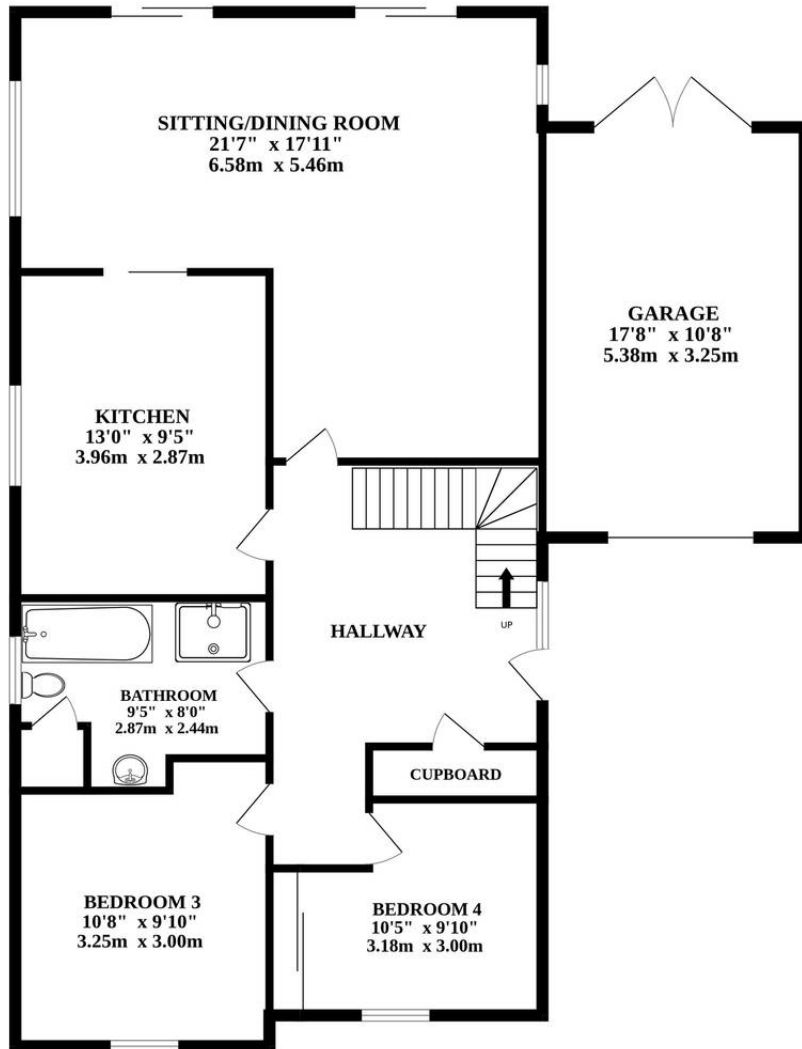 SITTING/DINING ROOM
21'7" x 17'11"
6.58m x 5.46m
GARAGE
17'8" x 10'8"
5.38m x 3.25m
KITCHEN
13'0" x 9'5"
3.96m x 2.87m
HALLWAY
UP
BATHROOM
9'5" x 8'0"
2.87m x 2.44m
CUPBOARD
BEDROOM 3
10'8" x 9'10"
3.25m x 3.00m
BEDROOM 4
10'5" x 9'10"
3.18m x 3.00m